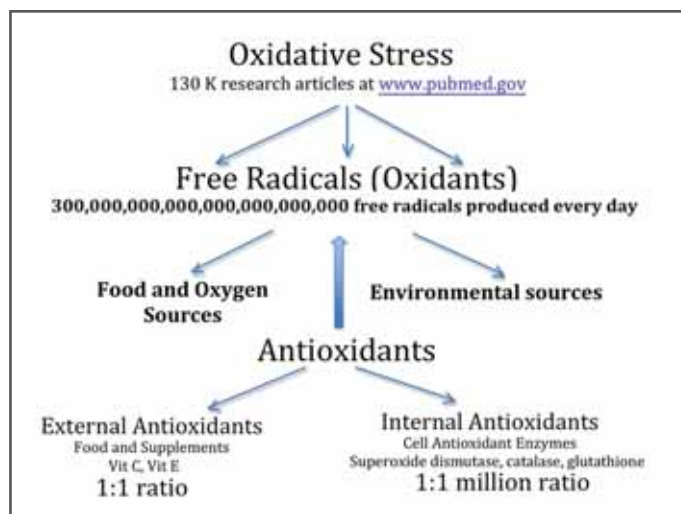 Oxidative Stress
130 K research articles at www.pubmed.gov
Free Radicals (Oxidants)
300,000,000,000,000,000,000,000 free radicals produced every day
Food and Oxygen
Sources
Environmental sources
Antioxidants
External Antioxidants
Food and Supplements
Vit C, Vit E
1:1 ratio
Internal Antioxidants
Cell Antioxidant Enzymes
Superoxide dismutase, catalase, glutathione
1:1 million ratio